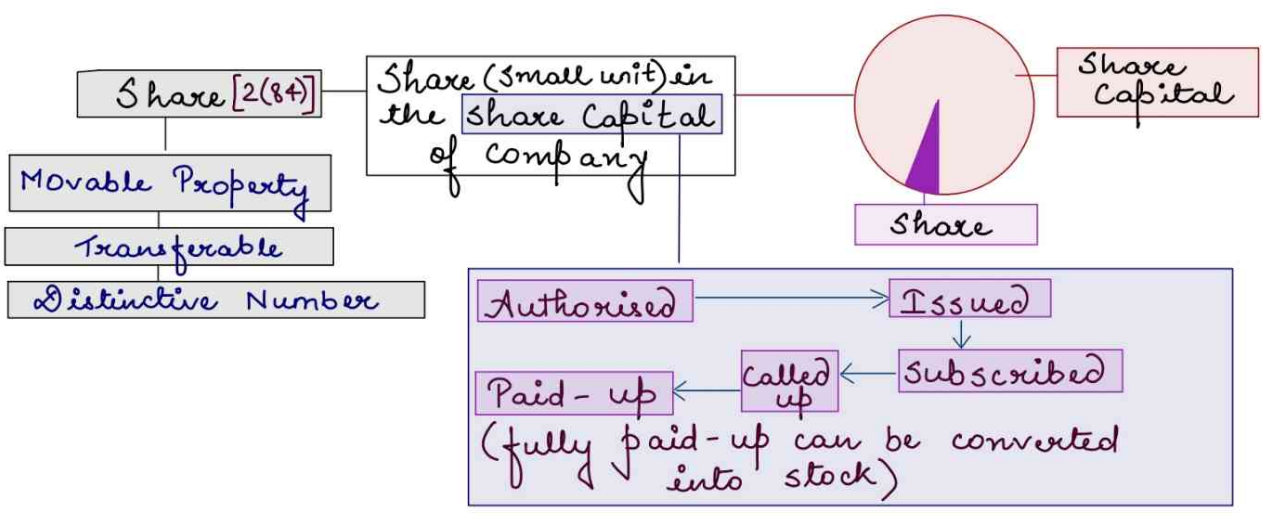 Share [2(84)]
Movable Property
Transferable
Distinctive Number
Share (small unit) in
the share Capital
of company
Share
Capital
Share
Authorised
Issued
Subscribed
Called
up
Paid-up
(fully paid-up can be converted
into stock)